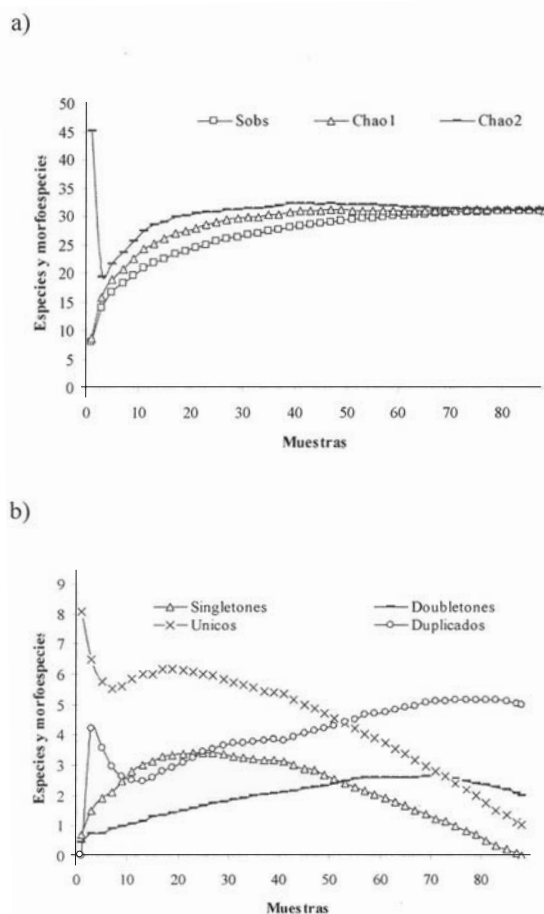 a)
50
45
40
35
30
25
20
15
10
5
0
Especies y morfoespecies
Sobs Chao1 Chao2
0 10 20 30 40 50 60 70 80
Muestras
b)
9
8
7
6
5
4
3
2
1
0
Especies y morfoespecies
Singletones Doubletones
Unicos Duplicados
0 10 20 30 40 50 60 70 80
Muestras